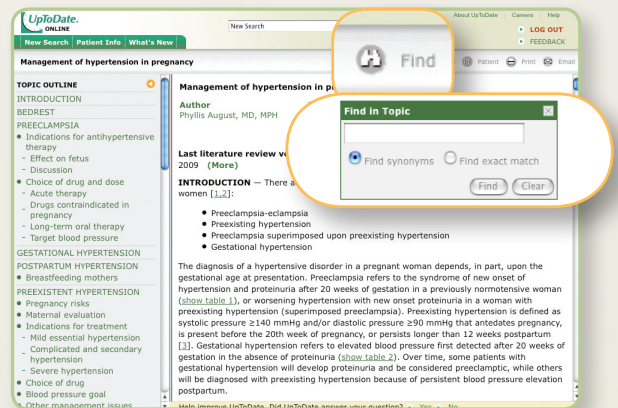 UpToDate.
ONLINE
New Search
About UpToDate Careers Help
LOG OUT
FEEDBACK
New Search Patient Info What's New
Management of hypertension in pregnancy
Patient Print Email
Find
TOPIC OUTLINE
INTRODUCTION
BEDREST
PREECLAMPSIA
• Indications for antihypertensive
therapy
- Effect on fetus
- Discussion
• Choice of drug and dose
- Acute therapy
- Drugs contraindicated in
pregnancy
- Long-term oral therapy
- Target blood pressure
GESTATIONAL HYPERTENSION
POSTPARTUM HYPERTENSION
• Breastfeeding mothers
PREEXISTENT HYPERTENSION
• Pregnancy risks
• Maternal evaluation
• Indications for treatment
- Mild essential hypertension
- Complicated and secondary
hypertension
- Severe hypertension
• Choice of drug
• Blood pressure goal
• Other management issues
Management of hypertension in
Author
Phyllis August, MD, MPH
Find in Topic
Find synonyms Find exact match
Find Clear
Last literature review
2009 (More)
INTRODUCTION — There
women [1,2]:
• Preeclampsia-eclampsia
• Preexisting hypertension
• Preeclampsia superimposed upon preexisting hypertension
• Gestational hypertension
The diagnosis of a hypertensive disorder in a pregnant woman depends, in part, upon the
gestational age at presentation. Preeclampsia refers to the syndrome of new onset of
hypertension and proteinuria after 20 weeks of gestation in a previously normotensive woman
(show table 1), or worsening hypertension with new onset proteinuria in a woman with
preexisting hypertension (superimposed preeclampsia). Preexisting hypertension is defined as
systolic pressure ≥140 mmHg and/or diastolic pressure ≥90 mmHg that antedates pregnancy,
is present before the 20th week of pregnancy, or persists longer than 12 weeks postpartum
[3]. Gestational hypertension refers to elevated blood pressure first detected after 20 weeks of
gestation in the absence of proteinuria (show table 2). Over time, some patients with
gestational hypertension will develop proteinuria and be considered preeclamptic, while others
will be diagnosed with preexisting hypertension because of persistent blood pressure elevation
postpartum.
Help improve UpToDate. Did UpToDate answer your question? Yes No